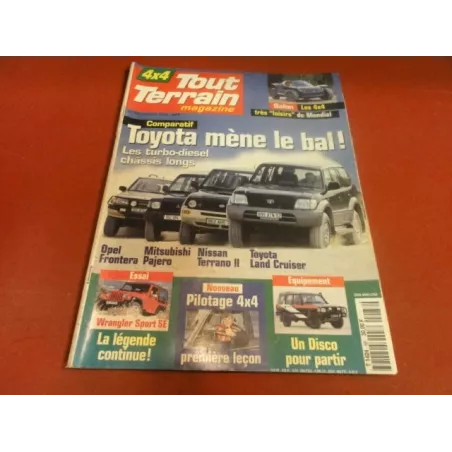 4x4
Tout
Terrain
magazine
Salon Les 4x4
très "loisirs" du Mondial
Comparatif
Toyota mène le bal!
Les turbo-diesel
châssis longs
Opel
Frontera
Mitsubishi
Pajero
Nissan
Terrano II
Toyota
Land Cruiser
Essai
Wrangler Sport SE
La légende
continue!
Nouveau
Pilotage 4x4
première leçon
Equipement
Un Disco
pour partir